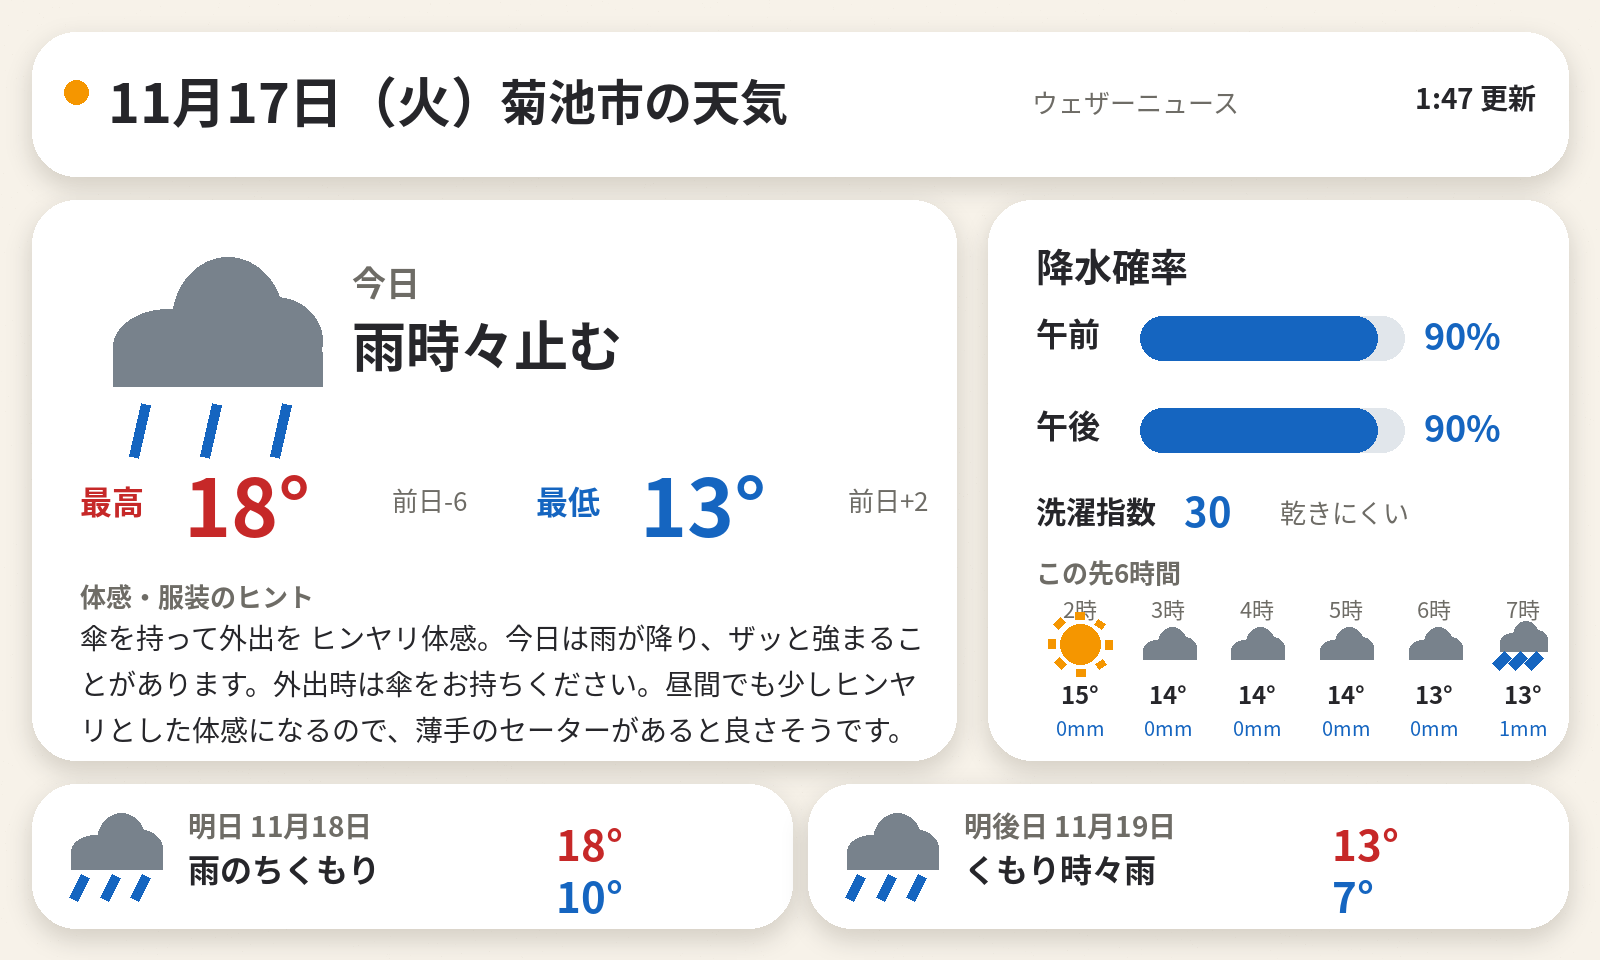 11月17日（火）菊池市の天気
ウェザーニュース
1:47 更新
今日
雨時々止む
最高 18° 前日-6 最低 13° 前日+2
体感・服装のヒント
傘を持って外出を ヒンヤリ体感。今日は雨が降り、ザッと強まるこ
とがあります。外出時は傘をお持ちください。昼間でも少しヒンヤ
リとした体感になるので、薄手のセーターがあると良さそうです。
降水確率
午前 90%
午後 90%
洗濯指数 30 乾きにくい
この先6時間
2時 3時 4時 5時 6時 7時
15° 14° 14° 14° 13° 13°
0mm 0mm 0mm 0mm 0mm 1mm
明日 11月18日
雨のちくもり
18°
10°
明後日 11月19日
くもり時々雨
13°
7°